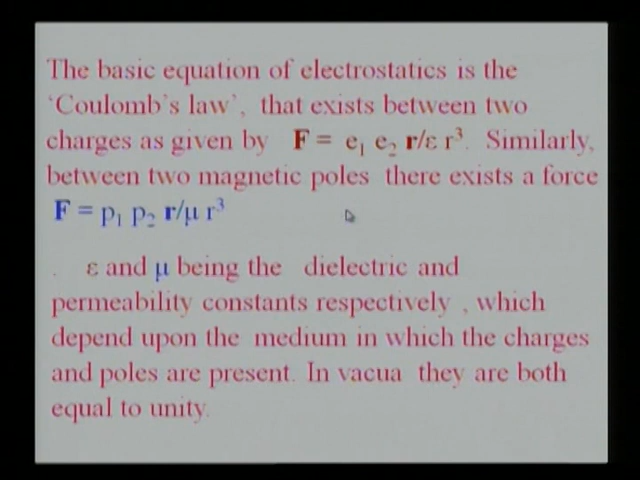 The basic equation of electrostatics is the
‘Coulomb’s law’, that exists between two
charges as given by F = e₁ e₂ r/ε r³. Similarly,
between two magnetic poles there exists a force
F = p₁ p₂ r/μ r³
. ε and μ being the dielectric and
permeability constants respectively , which
depend upon the medium in which the charges
and poles are present. In vacua they are both
equal to unity.